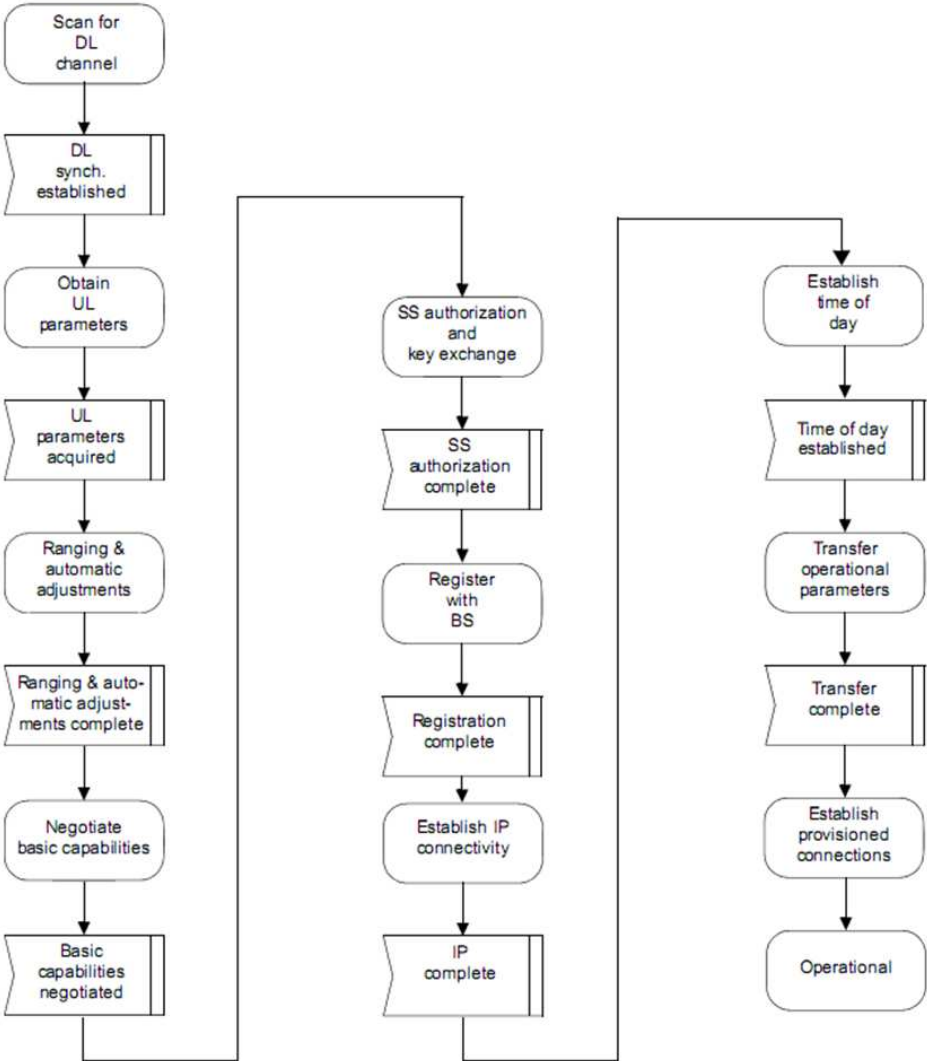 Scan for
DL
channel
DL
synch.
established
Obtain
UL
parameters
UL
parameters
acquired
Ranging &
automatic
adjustments
Ranging & auto-
matic adjust-
ments complete
Negotiate
basic capabilities
Basic
capabilities
negotiated
SS authorization
and
key exchange
SS
authorization
complete
Register
with
BS
Registration
complete
Establish IP
connectivity
IP
complete
Establish
time of
day
Time of day
established
Transfer
operational
parameters
Transfer
complete
Establish
provisioned
connections
Operational